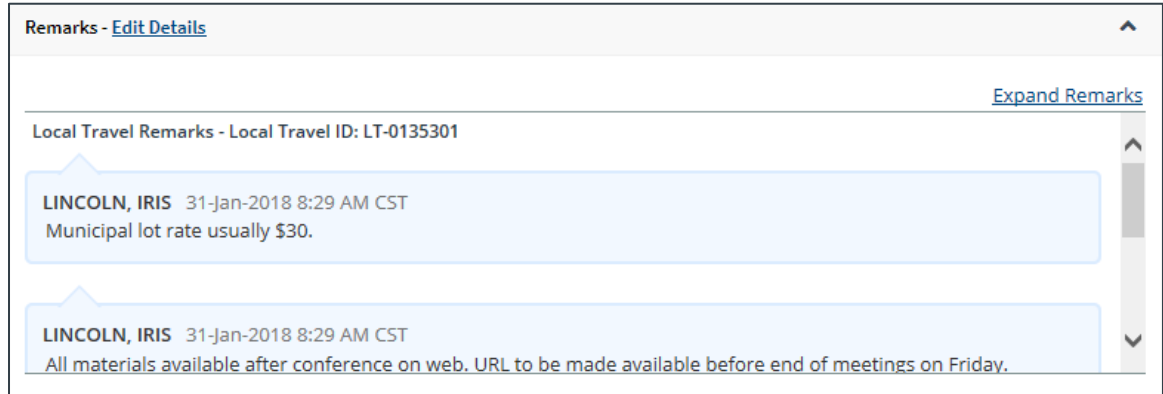 Remarks - Edit Details
Expand Remarks
Local Travel Remarks - Local Travel ID: LT-0135301
LINCOLN, IRIS 31-Jan-2018 8:29 AM CST
Municipal lot rate usually $30.
LINCOLN, IRIS 31-Jan-2018 8:29 AM CST
All materials available after conference on web. URL to be made available before end of meetings on Friday.